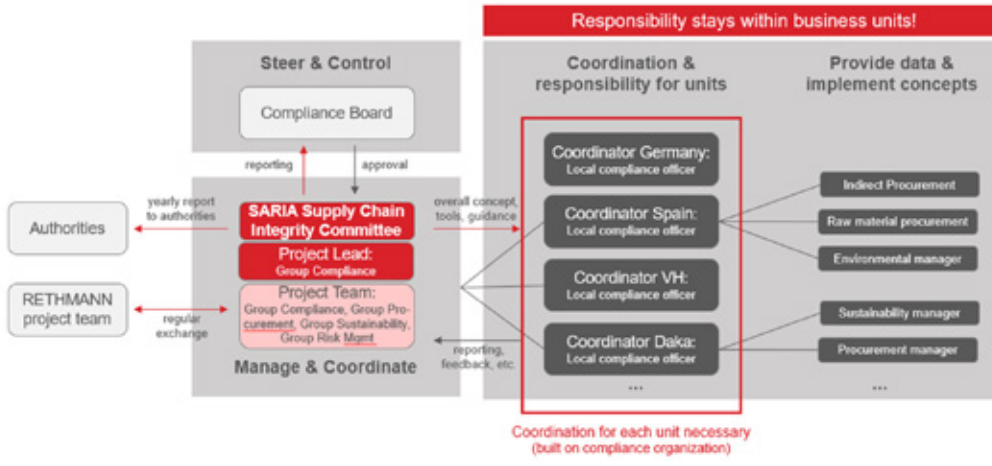 Responsibility stays within business units!
Steer & Control
Compliance Board
reporting
approval
Authorities
yearly report
to authorities
SARIA Supply Chain
Integrity Committee
Project Lead:
Group Compliance
Project Team:
Group Compliance, Group Pro-
curement, Group Sustainability,
Group Risk Mgmt
Manage & Coordinate
RETHMANN
project team
regular
exchange
overall concept,
tools, guidance
reporting,
feedback, etc.
Coordination &
responsibility for units
Coordinator Germany:
Local compliance officer
Coordinator Spain:
Local compliance officer
Coordinator VH:
Local compliance officer
Coordinator Daka:
Local compliance officer
...
Coordination for each unit necessary
(built on compliance organization)
Provide data &
implement concepts
Indirect Procurement
Raw material procurement
Environmental manager
Sustainability manager
Procurement manager
...